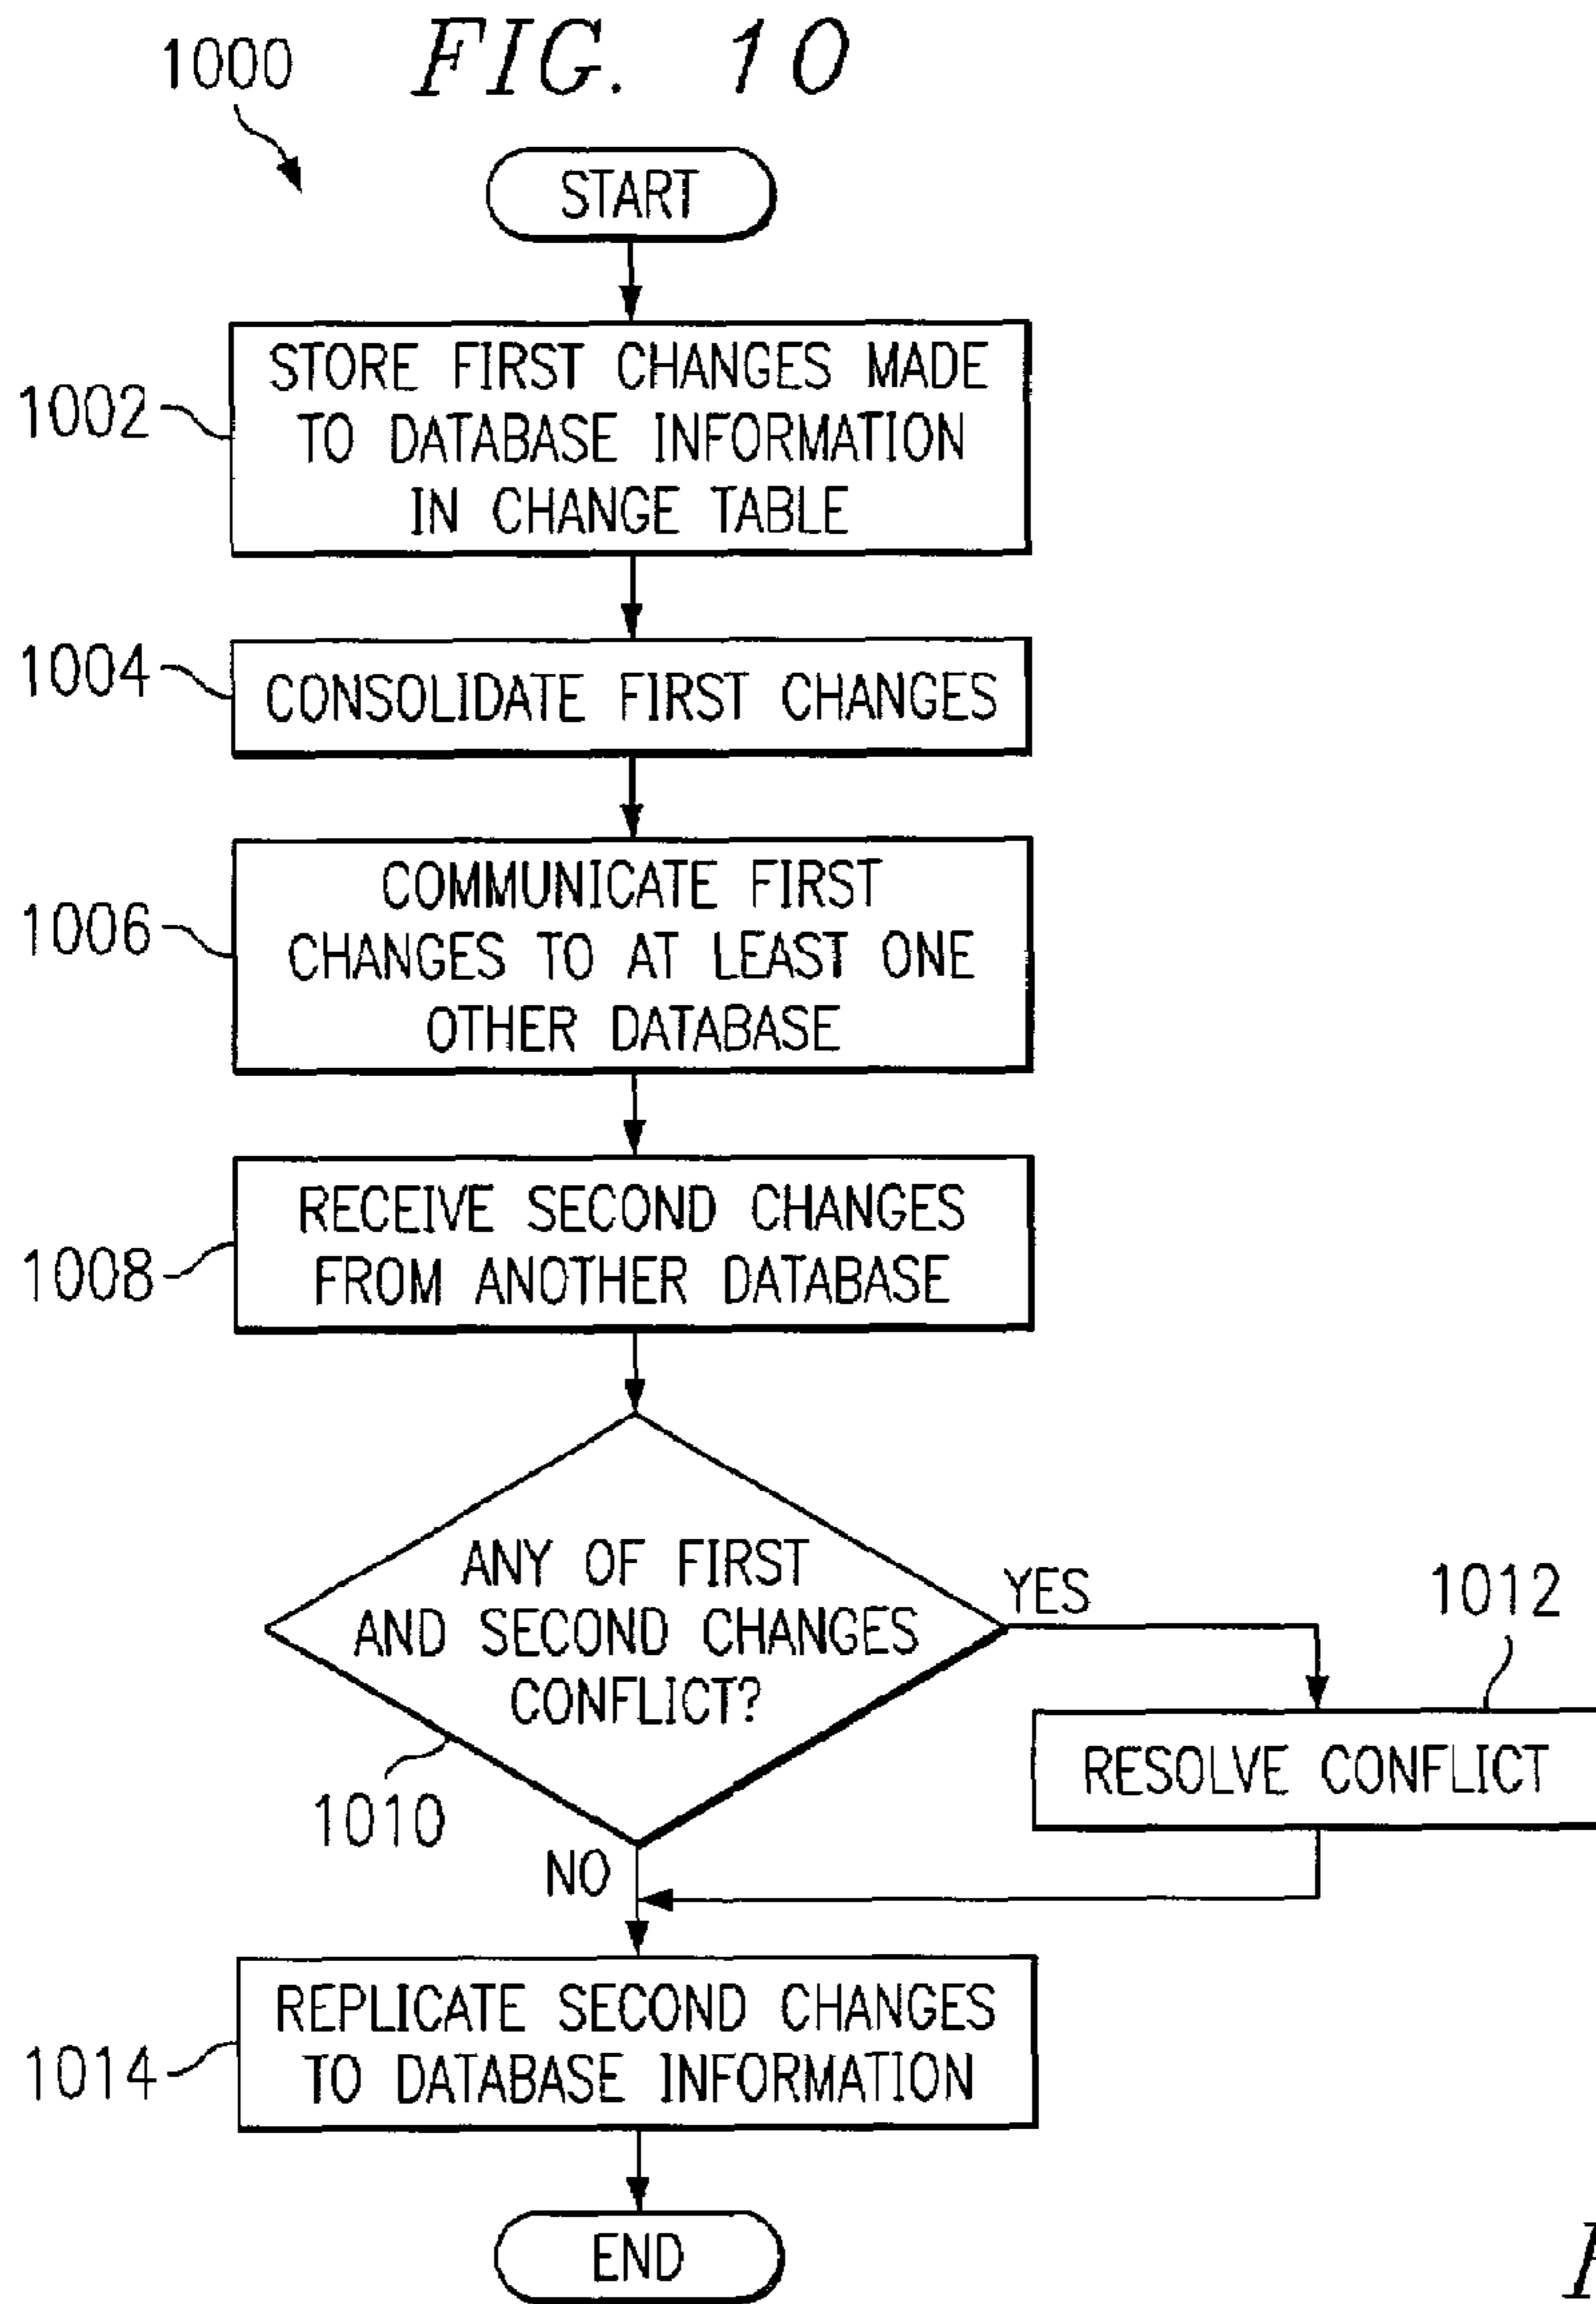 FIG. 10
1000
START
1002
STORE FIRST CHANGES MADE
TO DATABASE INFORMATION
IN CHANGE TABLE
1004
CONSOLIDATE FIRST CHANGES
1006
COMMUNICATE FIRST
CHANGES TO AT LEAST ONE
OTHER DATABASE
1008
RECEIVE SECOND CHANGES
FROM ANOTHER DATABASE
ANY OF FIRST
AND SECOND CHANGES
CONFLICT?
YES
1010
NO
1012
RESOLVE CONFLICT
1014
REPLICATE SECOND CHANGES
TO DATABASE INFORMATION
END